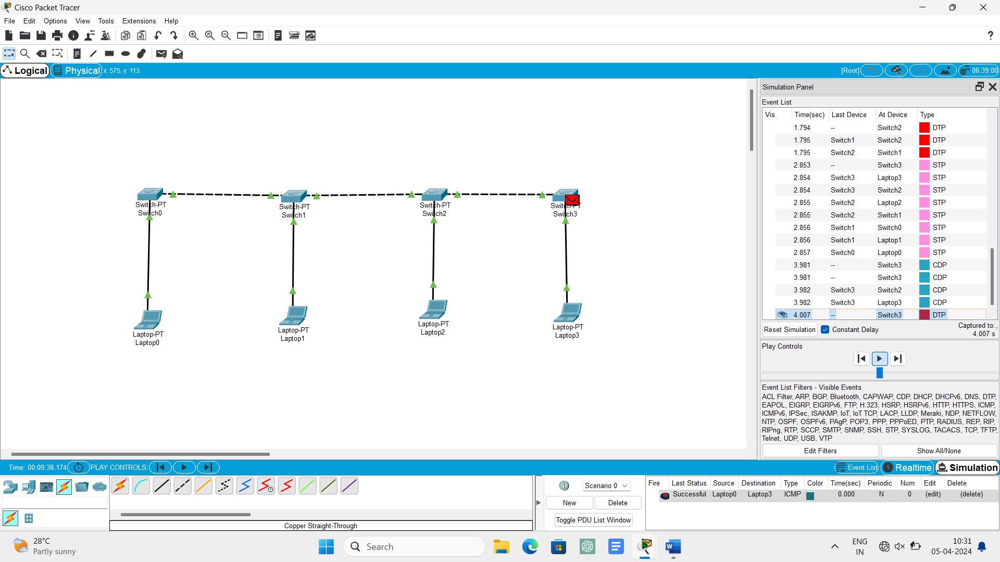 Cisco Packet Tracer
File Edit Options View Tools Extensions Help
?
Logical Physical x: 575, y: 113 [Root] 06:39:00
Simulation Panel
Event List
Vis. Time(sec) Last Device At Device Type
1.794 -- Switch2 DTP
1.795 Switch1 Switch2 DTP
1.795 Switch2 Switch1 DTP
2.853 -- Switch3 STP
2.854 Switch3 Laptop3 STP
2.854 Switch3 Switch2 STP
2.855 Switch2 Laptop2 STP
2.855 Switch2 Switch1 STP
2.856 Switch1 Switch0 STP
2.856 Switch1 Laptop1 STP
2.857 Switch0 Laptop0 STP
3.981 -- Switch3 CDP
3.981 -- Switch3 CDP
3.982 Switch3 Switch2 CDP
3.982 Switch3 Laptop3 CDP
4.007 -- Switch3 DTP
Reset Simulation Constant Delay Captured to:
4.007 s
Play Controls
Event List Filters - Visible Events
ACL Filter, ARP, BGP, Bluetooth, CAPWAP, CDP, DHCP, DHCPv6, DNS, DTP,
EAPOL, EIGRP, EIGRPv6, FTP, H.323, HSRP, HSRPv6, HTTP, HTTPS, ICMP,
ICMPv6, IPSec, ISAKMP, IoT, IoT TCP, LACP, LLDP, Meraki, NDP, NETFLOW,
NTP, OSPF, OSPFv6, PAgP, POP3, PPP, PPPoED, PTP, RADIUS, REP, RIP,
RIPng, RTP, SCCP, SMTP, SNMP, SSH, STP, SYSLOG, TACACS, TCP, TFTP,
Telnet, UDP, USB, VTP
Edit Filters Show All/None
Switch-PT
Switch0
Switch-PT
Switch1
Switch-PT
Switch2
Switch-PT
Switch3
Laptop-PT
Laptop0
Laptop-PT
Laptop1
Laptop-PT
Laptop2
Laptop-PT
Laptop3
Time: 00:09:38.174 PLAY CONTROLS: Event List Realtime Simulation
Copper Straight-Through
1 Scenario 0
New Delete
Toggle PDU List Window
Fire Last Status Source Destination Type Color Time(sec) Periodic Num Edit Delete
Successful Laptop0 Laptop3 ICMP 0.000 N 0 (edit) (delete)
28°C
Partly sunny
Search
W
ENG
IN
10:31
05-04-2024